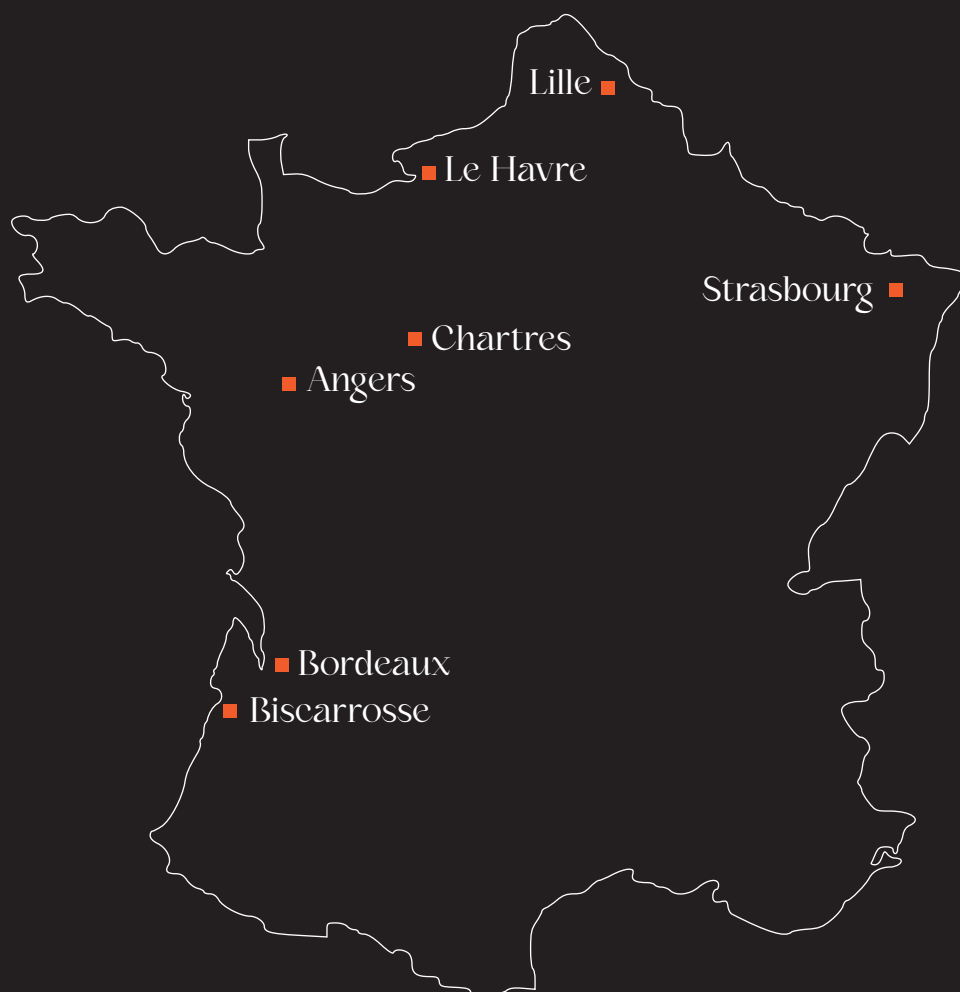 Lille
Le Havre
Strasbourg
Chartres
Angers
Bordeaux
Biscarrosse